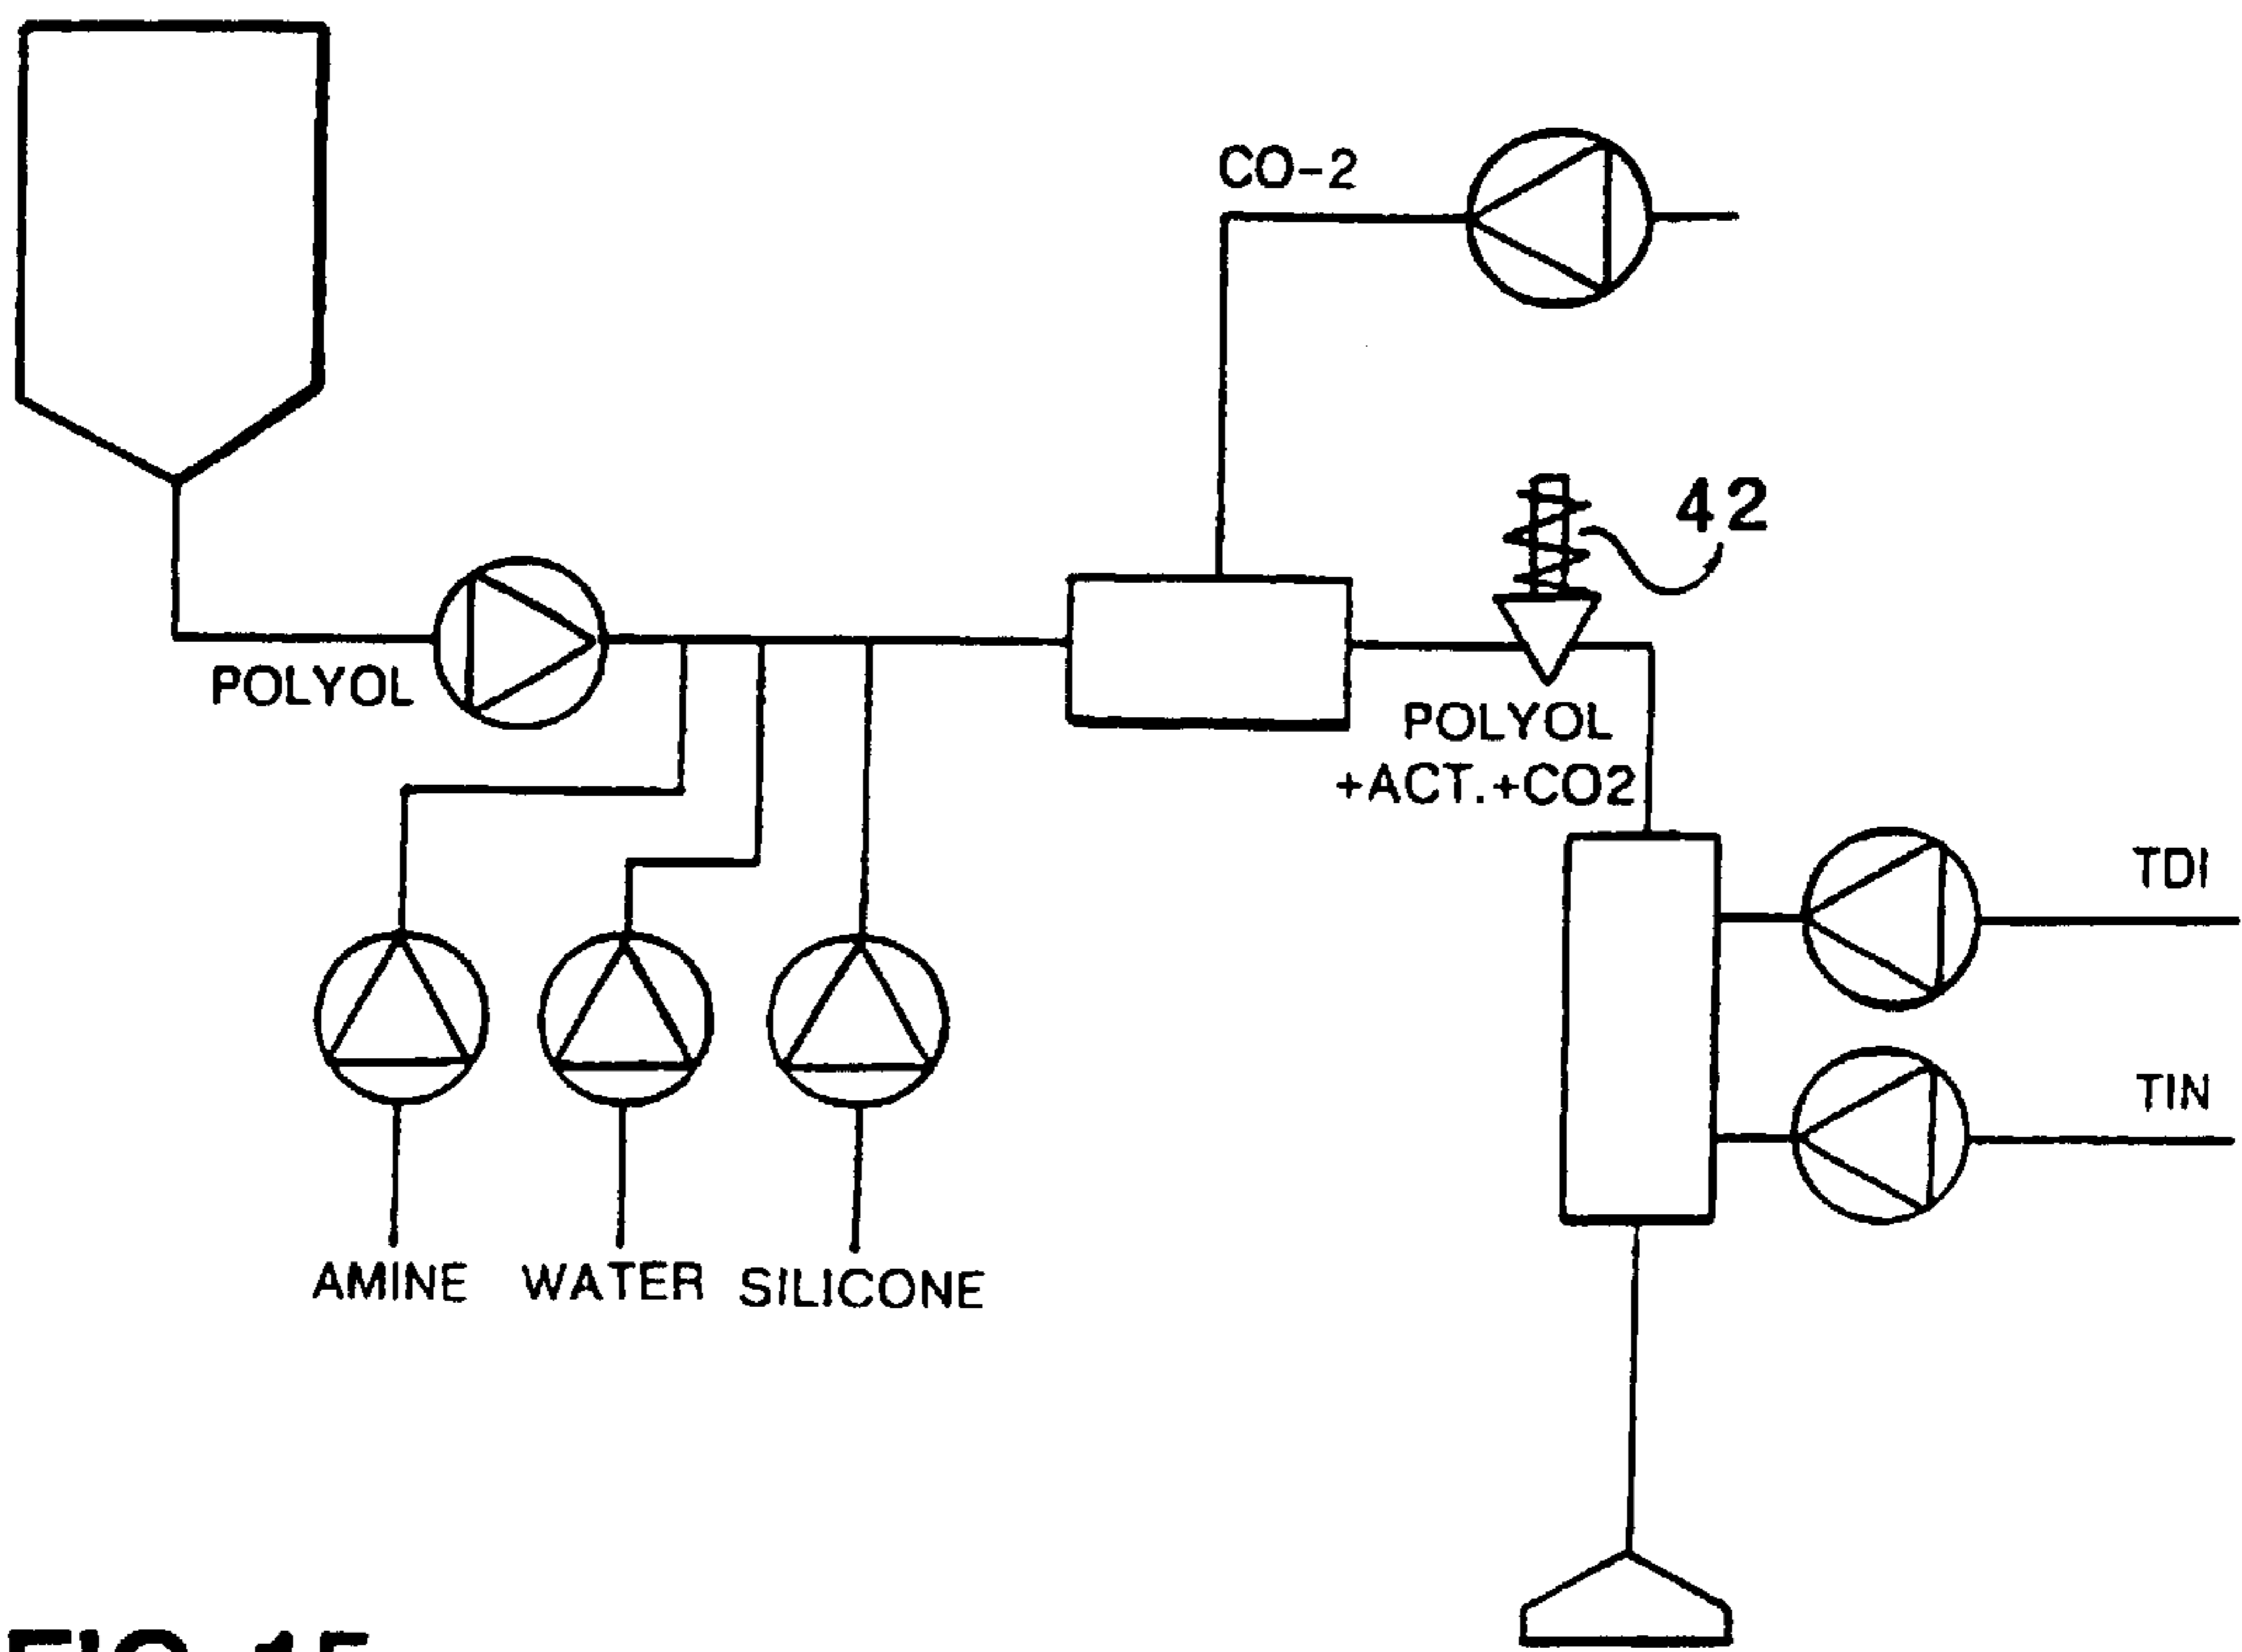 CO-2
42
POLYOL
POLYOL
+ACT.+CO2
TDI
TIN
AMINE WATER SILICONE